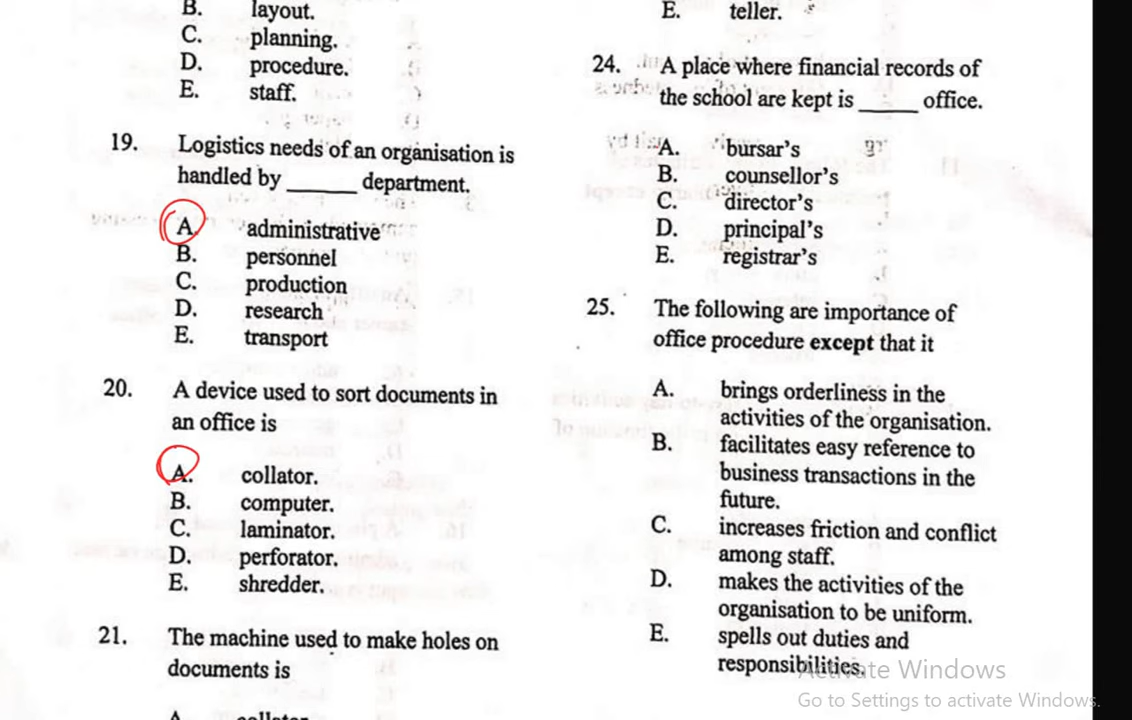 B. layout.
C. planning.
D. procedure.
E. staff.
19. Logistics needs of an organisation is
handled by ______ department.
A. administrative
B. personnel
C. production
D. research
E. transport
20. A device used to sort documents in
an office is
A. collator.
B. computer.
C. laminator.
D. perforator.
E. shredder.
21. The machine used to make holes on
documents is
A. collator
E. teller.
24. A place where financial records of
the school are kept is ______ office.
A. bursar's
B. counsellor's
C. director's
D. principal's
E. registrar's
25. The following are importance of
office procedure except that it
A. brings orderliness in the
activities of the organisation.
B. facilitates easy reference to
business transactions in the
future.
C. increases friction and conflict
among staff.
D. makes the activities of the
organisation to be uniform.
E. spells out duties and
responsibilities.
Activate Windows
Go to Settings to activate Windows.